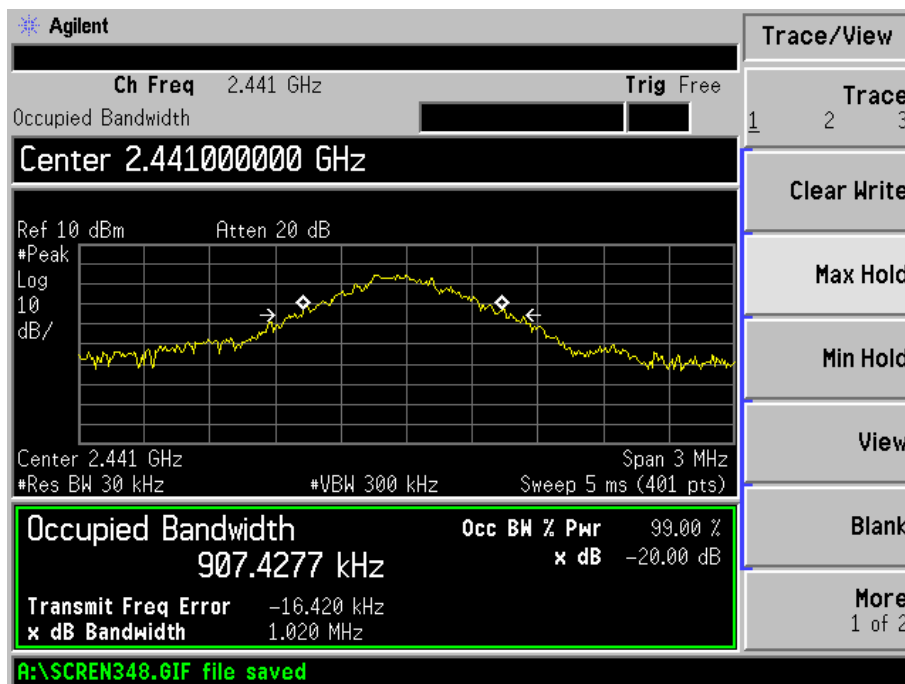 Agilent
Ch Freq 2.441 GHz Trig Free
Occupied Bandwidth
Center 2.441000000 GHz
Ref 10 dBm Atten 20 dB
#Peak
Log
10
dB/
Center 2.441 GHz Span 3 MHz
#Res BW 30 kHz #VBW 300 kHz Sweep 5 ms (401 pts)
Occupied Bandwidth
907.4277 kHz
Occ BW % Pwr 99.00 %
x dB -20.00 dB
Transmit Freq Error -16.420 kHz
x dB Bandwidth 1.020 MHz
A:\SCREN348.GIF file saved
Trace/View
Trace
1 2 3
Clear Write
Max Hold
Min Hold
View
Blank
More
1 of 2